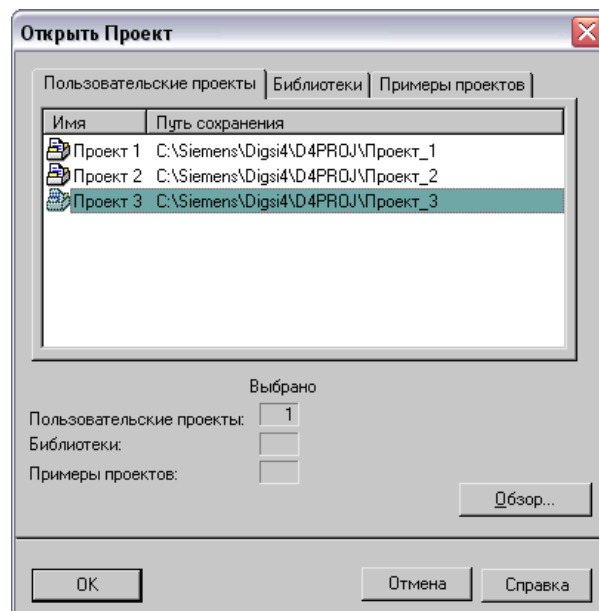 Открыть Проект
Пользовательские проекты Библиотеки Примеры проектов
Имя Путь сохранения
Проект 1 C:\Siemens\Digsi4\D4PROJ\Проект_1
Проект 2 C:\Siemens\Digsi4\D4PROJ\Проект_2
Проект 3 C:\Siemens\Digsi4\D4PROJ\Проект_3
Выбрано
Пользовательские проекты: 1
Библиотеки:
Примеры проектов:
Обзор...
OK Отмена Справка